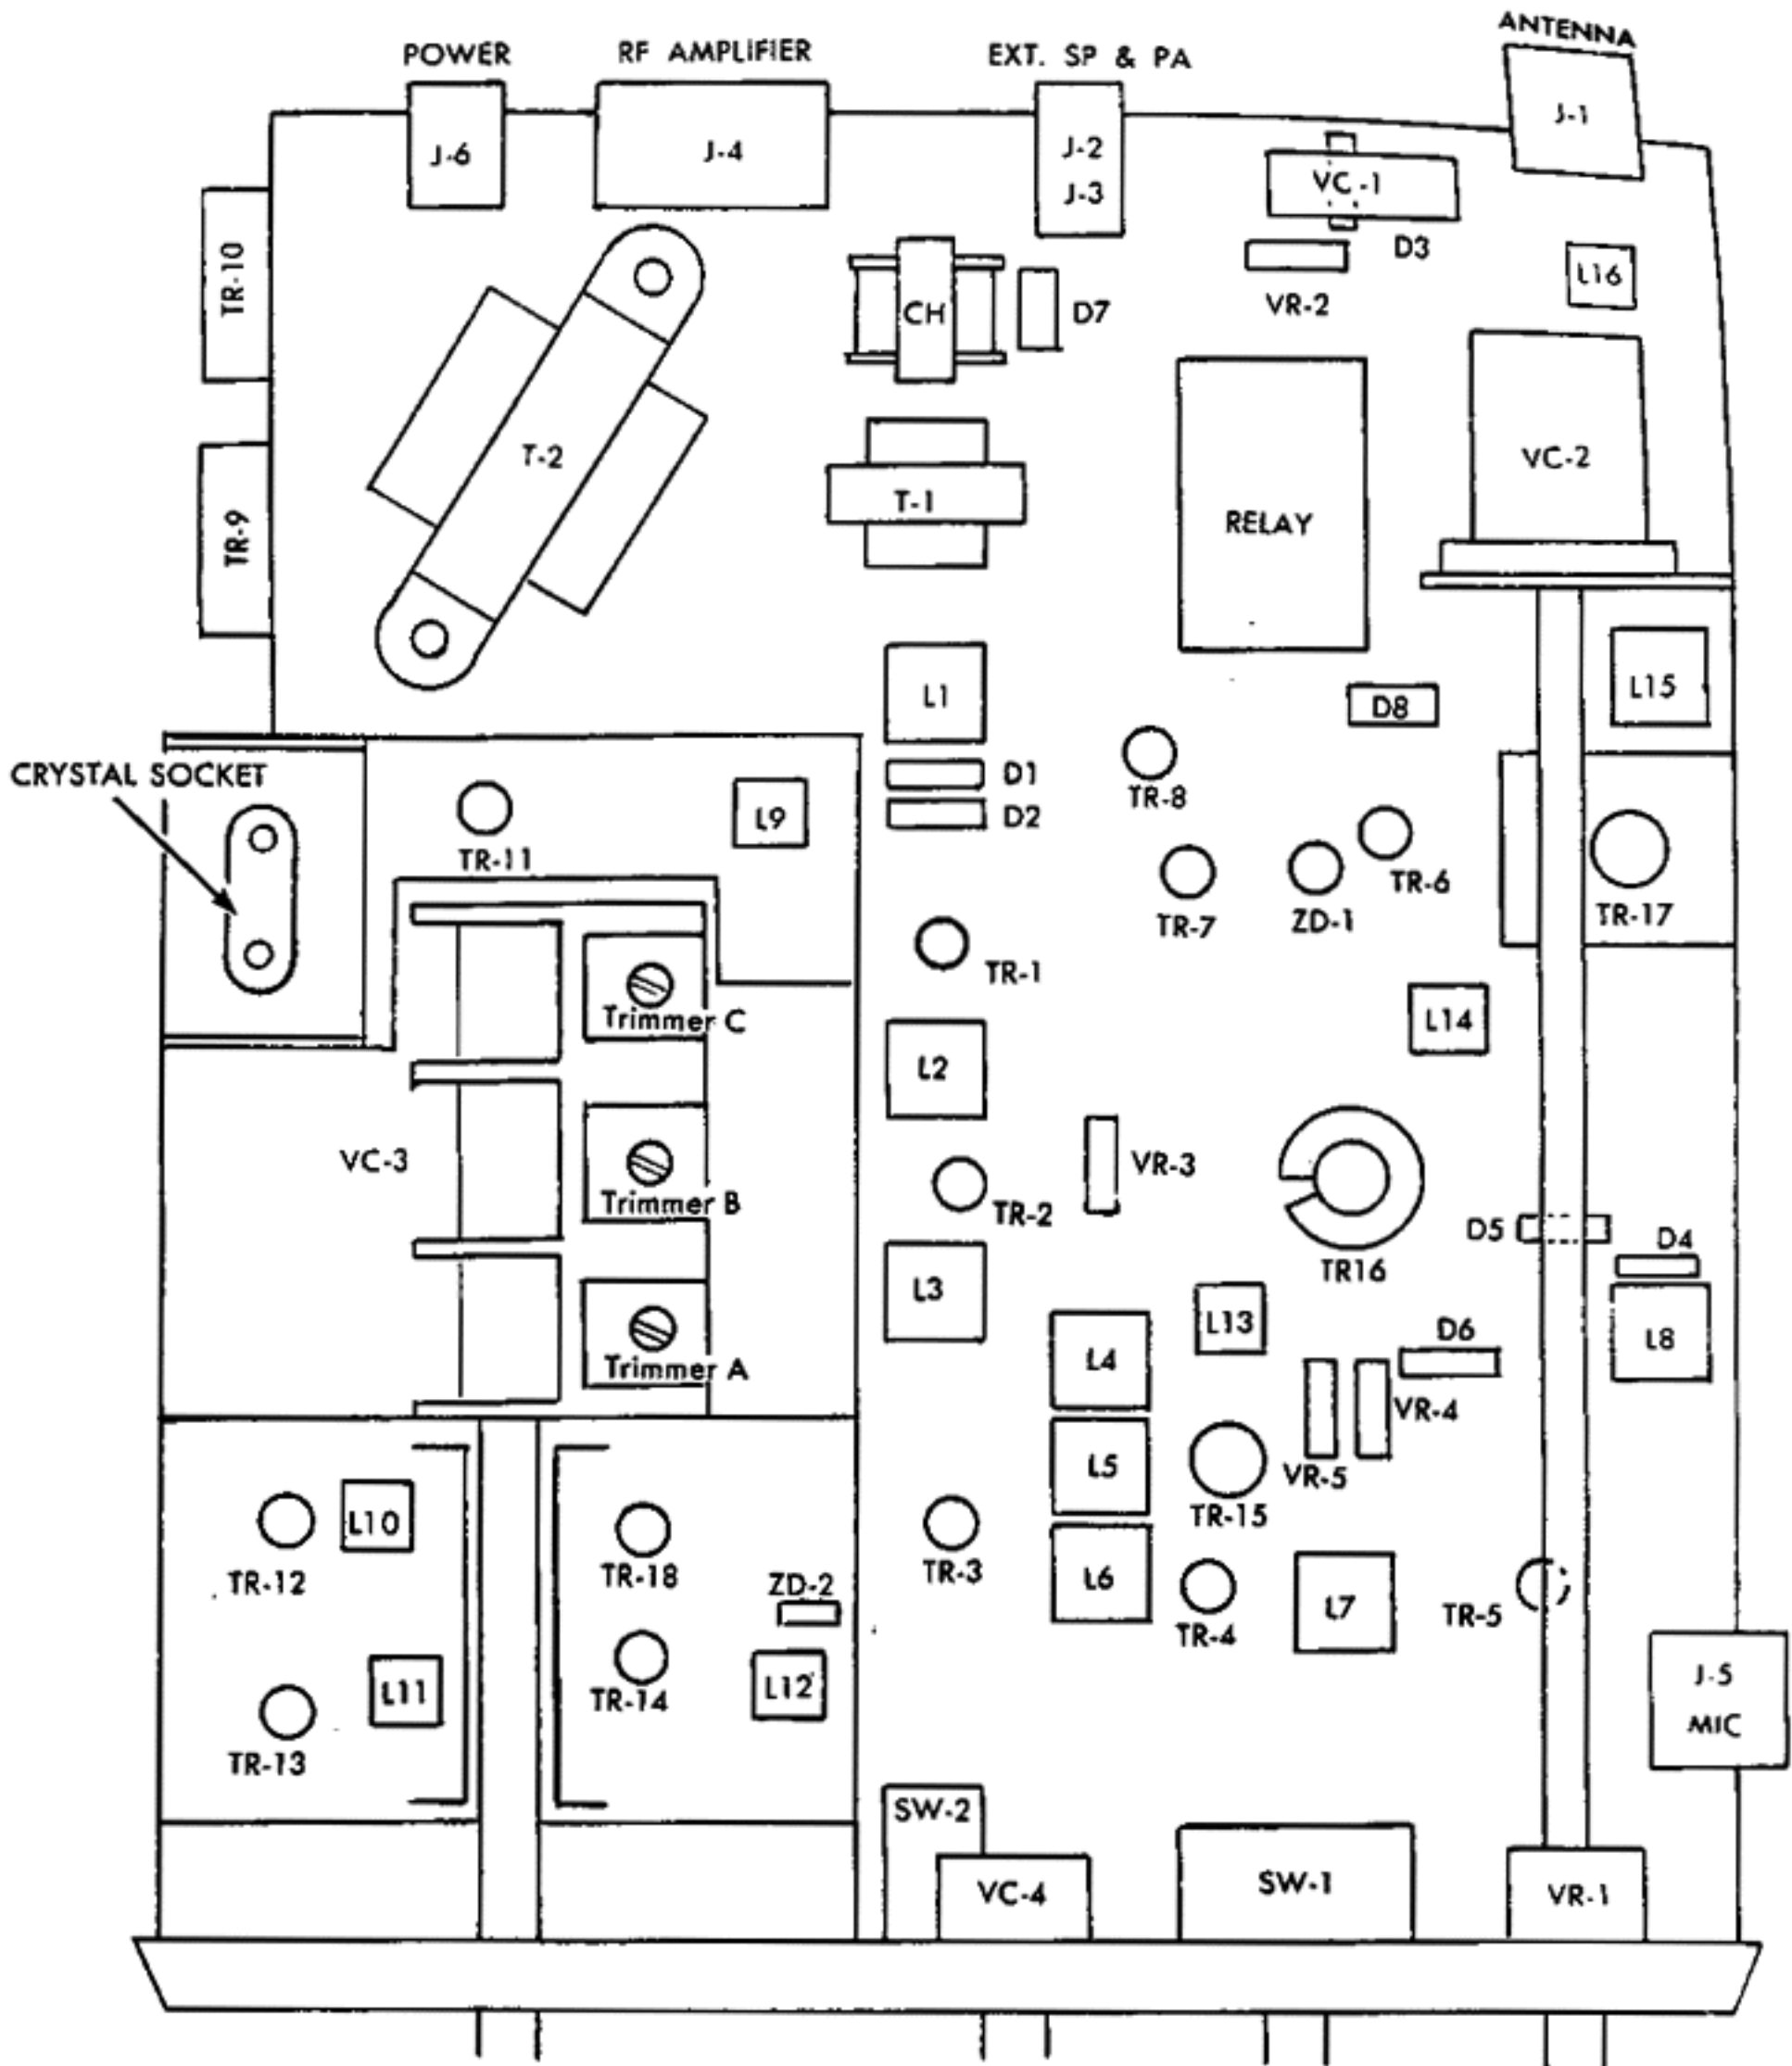 ANTENNA
POWER
RF AMPLIFIER
EXT. SP & PA
J-6
J-4
J-2
J-3
J-1
VC-1
D3
VR-2
L16
TR-10
CH
D7
T-2
T-1
RELAY
VC-2
TR-9
L1
D8
L15
CRYSTAL SOCKET
D1
D2
TR-8
L9
TR-11
TR-7
ZD-1
TR-6
TR-17
TR-1
Trimmer C
L14
L2
VC-3
Trimmer B
TR-2
VR-3
TR16
D5
D4
L3
L13
D6
L8
Trimmer A
L4
VR-4
L5
VR-5
TR-15
L10
TR-12
TR-18
ZD-2
TR-3
L6
TR-4
L7
TR-5
L11
TR-14
L12
J-5
MIC
TR-13
SW-2
VC-4
SW-1
VR-1